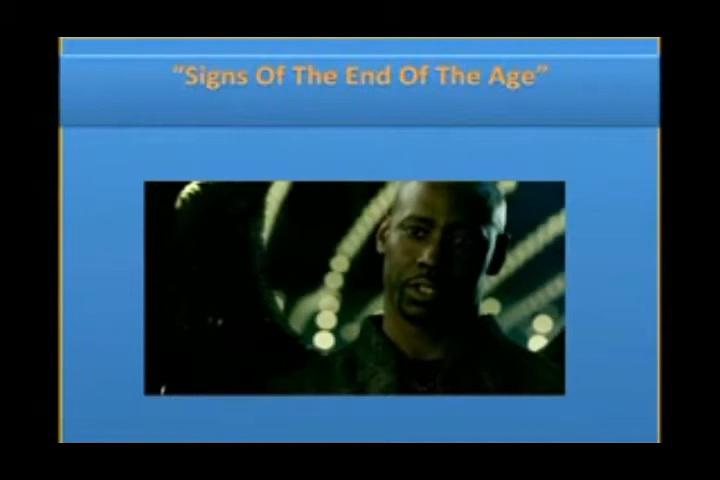 “Signs Of The End Of The Age”